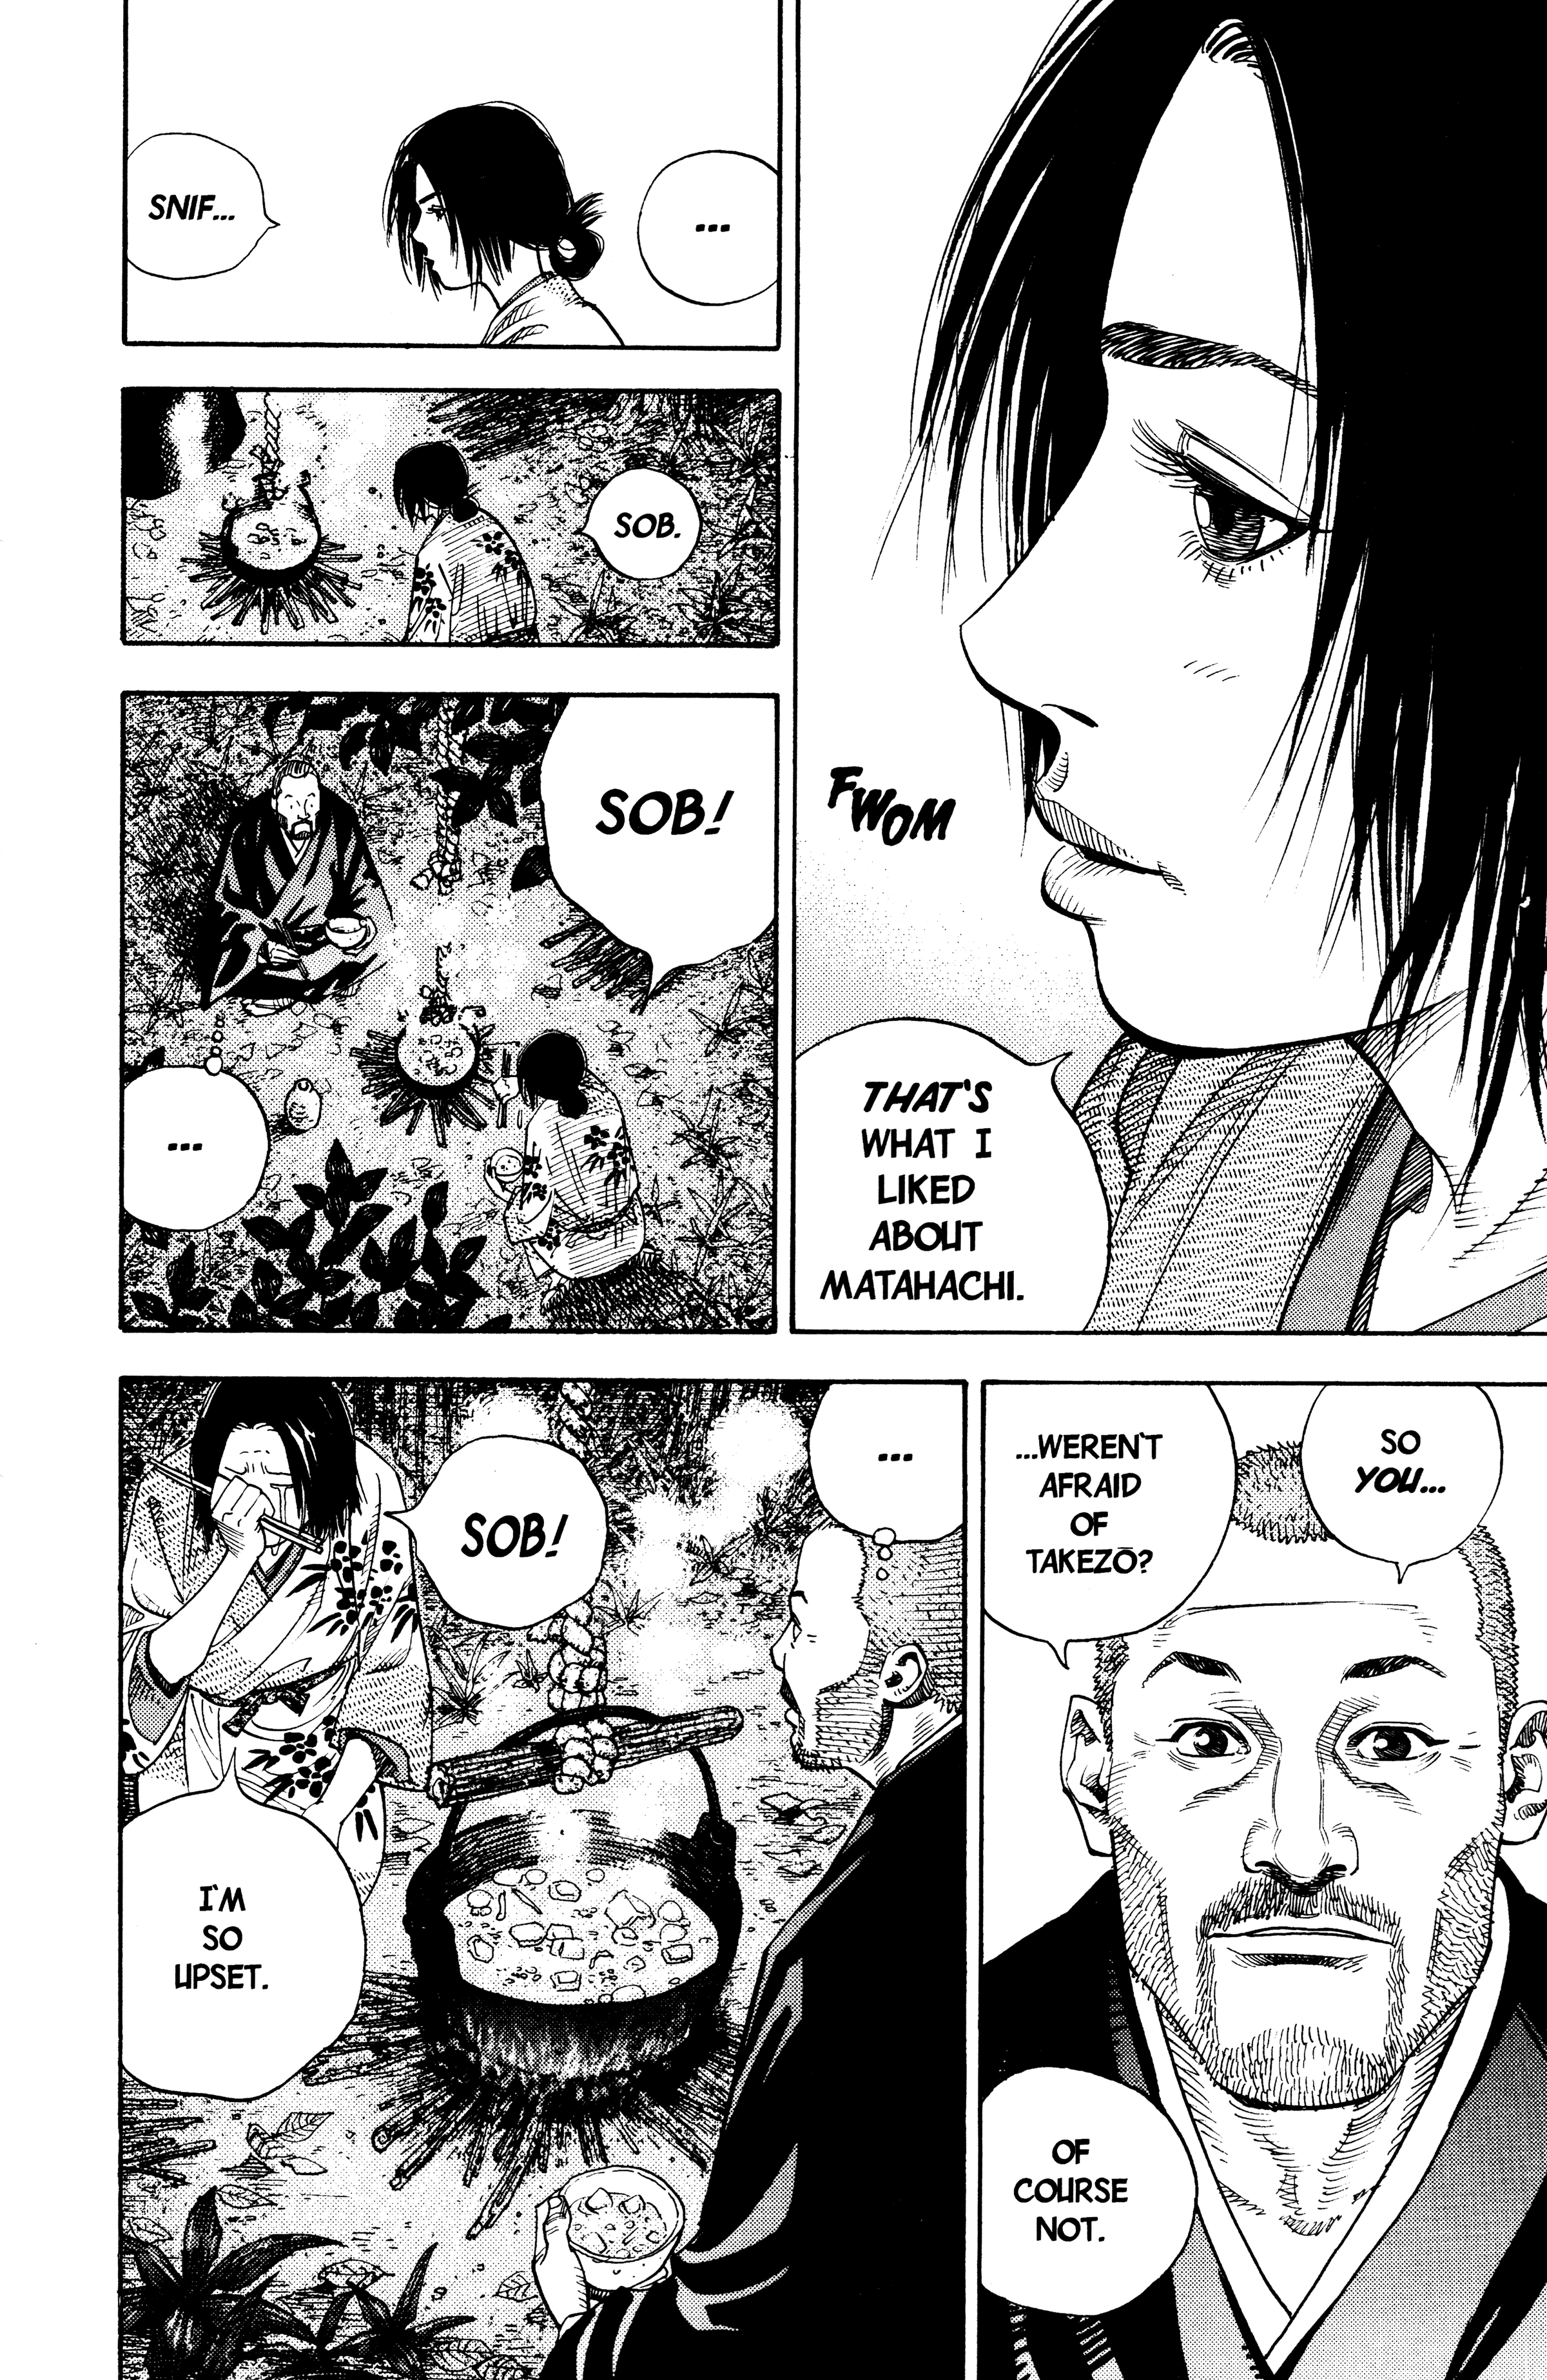 FWOM
THAT'S
WHAT I
LIKED
ABOUT
MATAHACHI.
...
SNIF...
SOB.
SOB!
...
SO
YOU...
...WEREN'T
AFRAID
OF
TAKEZŌ?
OF
COURSE
NOT.
...
SOB!
I'M
SO
UPSET.